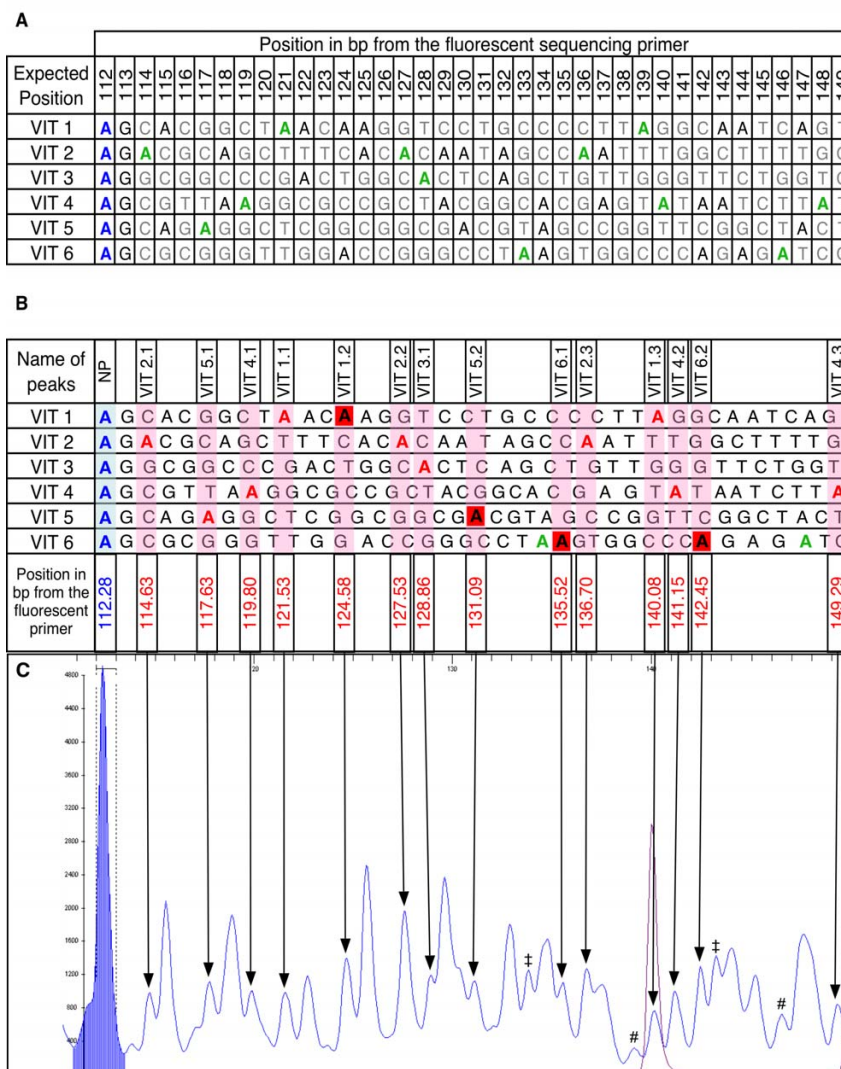 A
Position in bp from the fluorescent sequencing primer
Expected Position 112 113 114 115 116 117 118 119 120 121 122 123 124 125 126 127 128 129 130 131 132 133 134 135 136 137 138 139 140 141 142 143 144 145 146 147 148
VIT 1 A G C A C G G C T A A C A A G G T C C T G C C C C T T A G G C A A T C A G T
VIT 2 A G A C G C A G C T T T C A C A C A A T A G C C A A T T T G G C T T T T G C
VIT 3 A G G C G G C C C G A C T G G C A C T C A G C T G T T G G G T T C T G G T C
VIT 4 A G C G T T A A G G C G C C G C T A C G G C A C G A G T A T A A T C T T A T
VIT 5 A G C A G A G G C T C G G C G G C G A C G T A G C C G G T T C G G C T A C T
VIT 6 A G C G C G G G T T G G A C C G G G C C T A A G T G G C C C A G A G A T C C
B
Name of peaks NP VIT 2.1 VIT 5.1 VIT 4.1 VIT 1.1 VIT 1.2 VIT 2.2 VIT 3.1 VIT 5.2 VIT 6.1 VIT 2.3 VIT 1.3 VIT 4.2 VIT 6.2 VIT 4.3
VIT 1 A G C A C G G C T A A C A A G G T C C T G C C C C T T A G G C A A T C A G
VIT 2 A G A C G C A G C T T T C A C A C A A T A G C C A A T T T G G C T T T T G
VIT 3 A G G C G G C C C G A C T G G C A C T C A G C T G T T G G G T T C T G G T
VIT 4 A G C G T T A A G G C G C C G C T A C G G C A C G A G T A T A A T C T T A
VIT 5 A G C A G A G G C T C G G C G G C G A C G T A G C C G G T T C G G C T A C T
VIT 6 A G C G C G G G T T G G A C C G G G C C T A A G T G G C C C A G A G A T C
Position in bp from the fluorescent primer 112.28 114.63 117.63 119.80 121.53 124.58 127.53 128.86 131.09 135.52 136.70 140.08 141.15 142.45 149.29
C
130 140
4800
4400
4000
3600
3200
2800
2400
2000
1600
1200
800
400
‡ ‡
# #